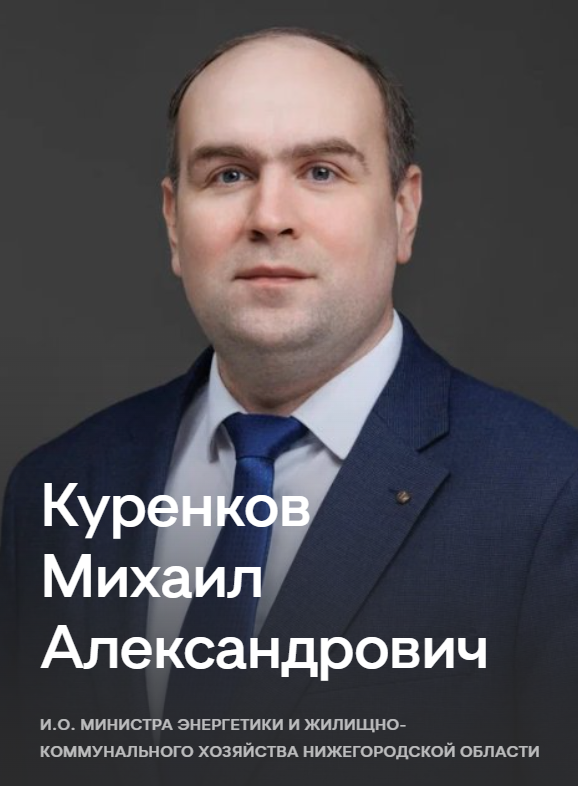 Куренков
Михаил
Александрович
И.О. МИНИСТРА ЭНЕРГЕТИКИ И ЖИЛИЩНО-
КОММУНАЛЬНОГО ХОЗЯЙСТВА НИЖЕГОРОДСКОЙ ОБЛАСТИ